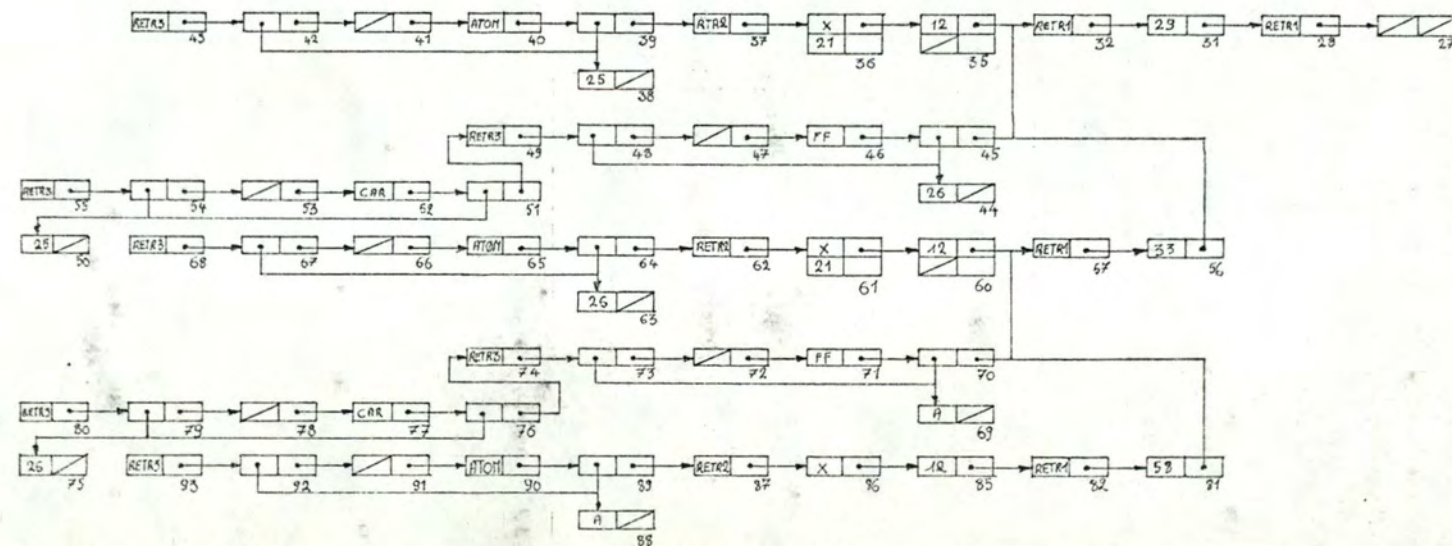 RETR3 ATOM RTR2 X 12 RETR1 29 RETR1
43 42 41 40 39 37 21 36 35 32 31 28 27
25
38
RETR3 FF
49 48 47 46 45
26
44
RETR3 CAR
55 54 53 52 51
25 RETR3 ATOM RETR2 X 12 RETR1 33
50 68 67 66 65 64 62 21 61 60 57 56
26
63
RETR3 FF
74 73 72 71 70
A
69
RETR3 CAR
80 79 78 77 76
26 RETR3 ATOM RETR2 X 12 RETR1 58
75 93 92 91 90 89 87 86 85 82 81
A
88